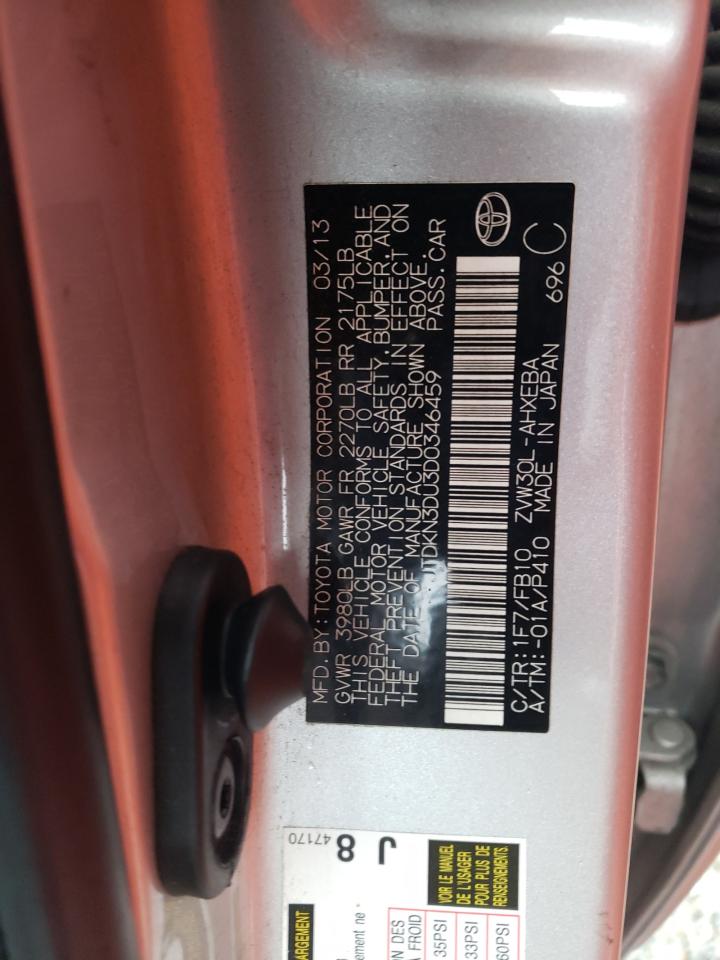 MFD. BY: TOYOTA MOTOR CORPORATION 03/13
GVWR 3980LB GAWR FR 2270LB RR 2175LB
THIS VEHICLE CONFORMS TO ALL APPLICABLE
FEDERAL MOTOR VEHICLE SAFETY, BUMPER, AND
THEFT PREVENTION STANDARDS IN EFFECT ON
THE DATE OF MANUFACTURE SHOWN ABOVE.
JTDKN3DU3D0346459 PASS.CAR
C/TR:1F7/FB10 ZVW30L-AHXEBA
A/TM:-01A/P410 MADE IN JAPAN 696 C
J 8
47170
VOIR LE MANUEL
DE L'USAGER
POUR PLUS DE
RENSEIGNEMENTS
35PSI
33PSI
60PSI